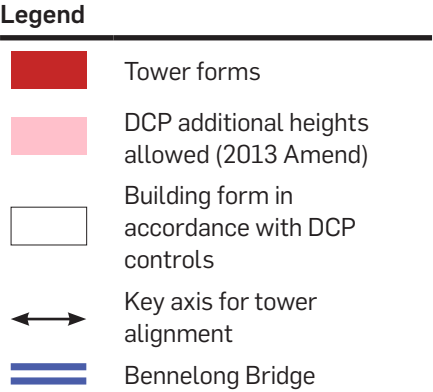 Legend
Tower forms
DCP additional heights
allowed (2013 Amend)
Building form in
accordance with DCP
controls
Key axis for tower
alignment
Bennelong Bridge